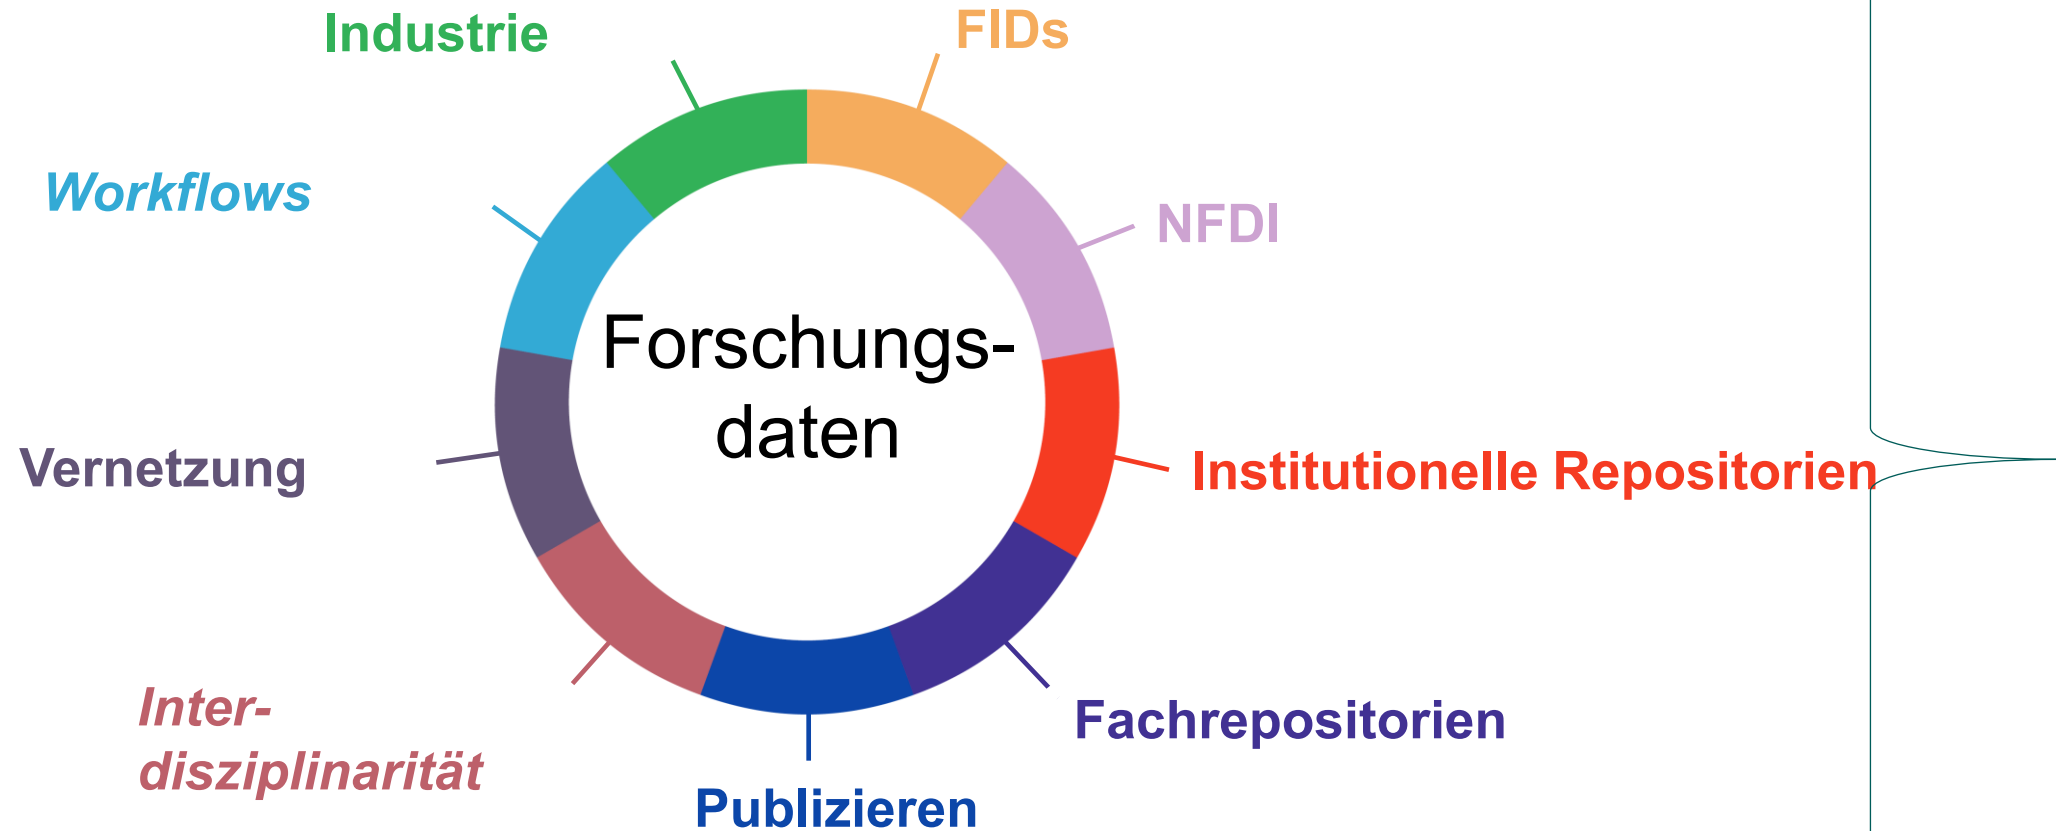 Industrie
FIDs
Workflows
NFDI
Forschungs-
daten
Vernetzung
Institutionelle Repositorien
Inter-
disziplinarität
Fachrepositorien
Publizieren